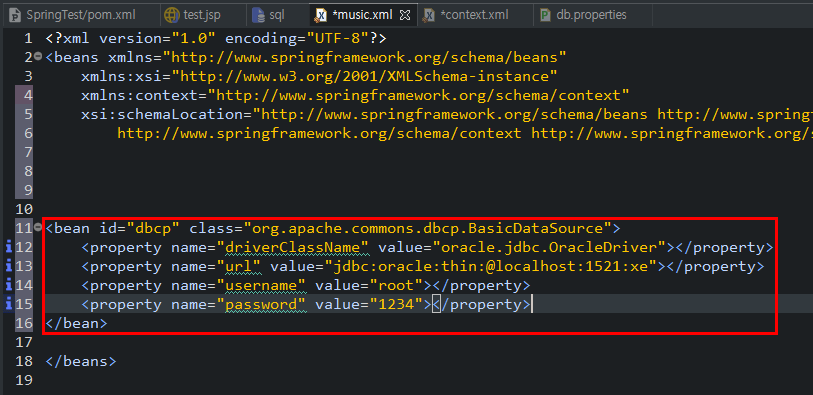 SpringTest/pom.xml test.jsp sql *music.xml *context.xml db.properties
1 <?xml version="1.0" encoding="UTF-8"?>
2 <beans xmlns="http://www.springframework.org/schema/beans"
3 xmlns:xsi="http://www.w3.org/2001/XMLSchema-instance"
4 xmlns:context="http://www.springframework.org/schema/context"
5 xsi:schemaLocation="http://www.springframework.org/schema/beans http://www.spring
6 http://www.springframework.org/schema/context http://www.springframework.org/s
7
8
9
10
11 <bean id="dbcp" class="org.apache.commons.dbcp.BasicDataSource">
12 <property name="driverClassName" value="oracle.jdbc.OracleDriver"></property>
13 <property name="url" value="jdbc:oracle:thin:@localhost:1521:xe"></property>
14 <property name="username" value="root"></property>
15 <property name="password" value="1234"></property>
16 </bean>
17
18 </beans>
19